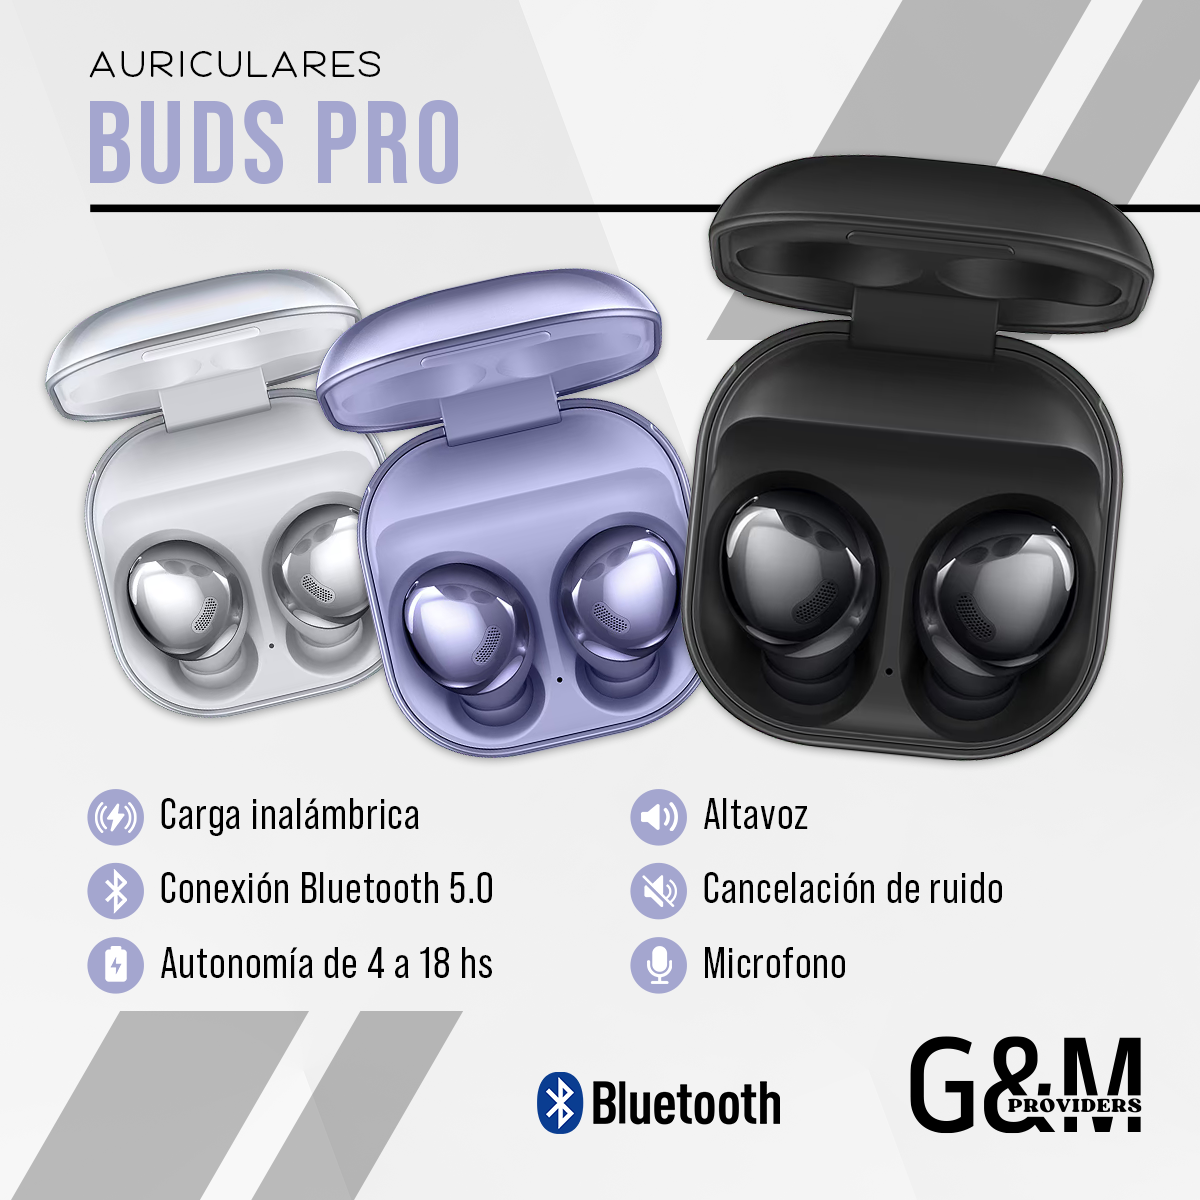 AURICULARES
BUDS PRO
Carga inalámbrica
Conexión Bluetooth 5.0
Autonomía de 4 a 18 hs
Altavoz
Cancelación de ruido
Microfono
Bluetooth
G&M
PROVIDERS